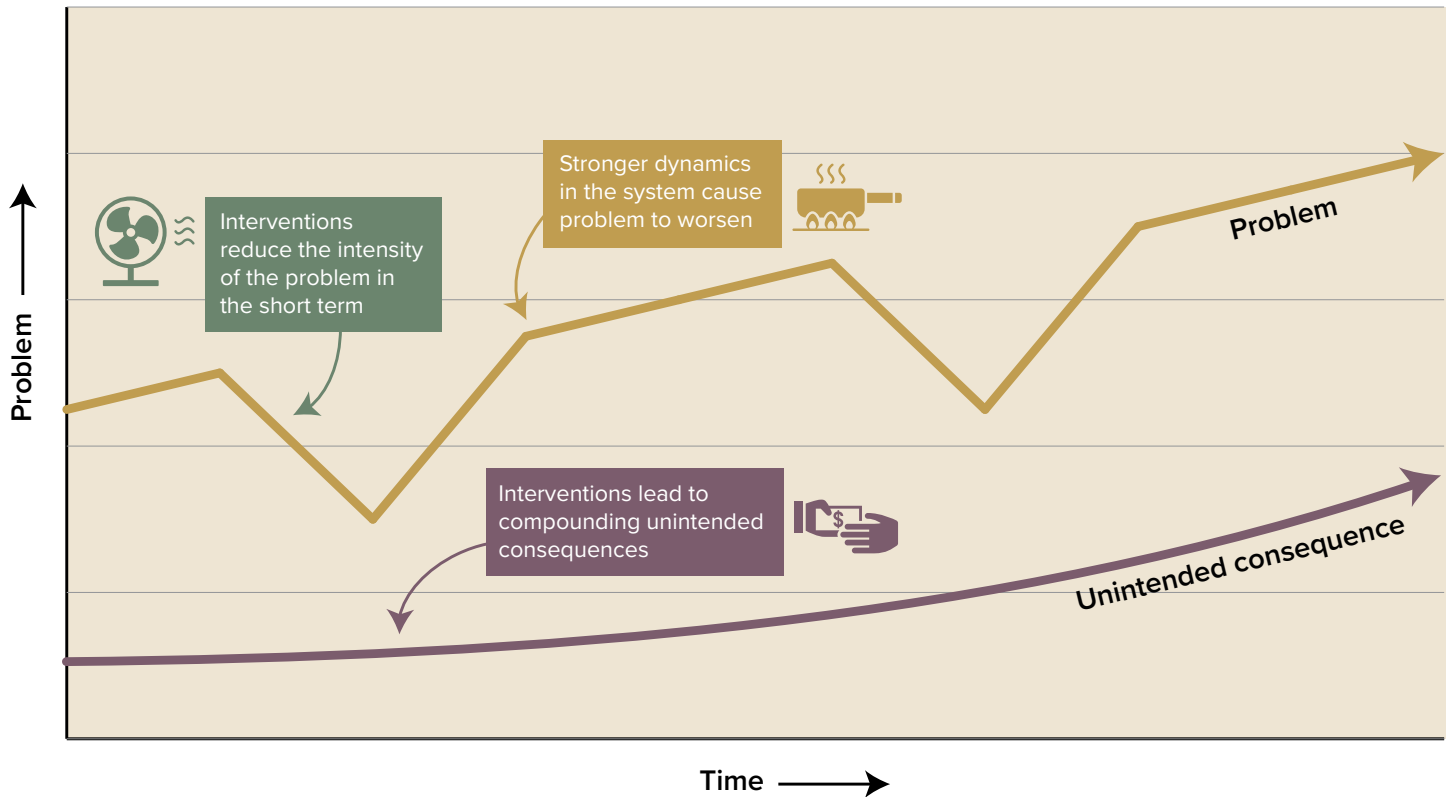 Stronger dynamics
in the system cause
problem to worsen
Interventions
reduce the intensity
of the problem in
the short term
Problem
Problem
Interventions lead to
compounding unintended
consequences
$
Unintended consequence
Time